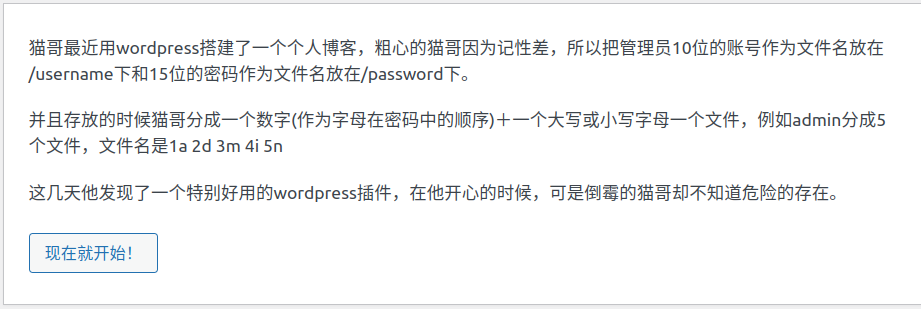 猫哥最近用wordpress搭建了一个个人博客，粗心的猫哥因为记性差，所以把管理员10位的账号作为文件名放在
/username下和15位的密码作为文件名放在/password下。
并且存放的时候猫哥分成一个数字(作为字母在密码中的顺序)＋一个大写或小写字母一个文件，例如admin分成5
个文件，文件名是1a 2d 3m 4i 5n
这几天他发现了一个特别好用的wordpress插件，在他开心的时候，可是倒霉的猫哥却不知道危险的存在。
现在就开始！